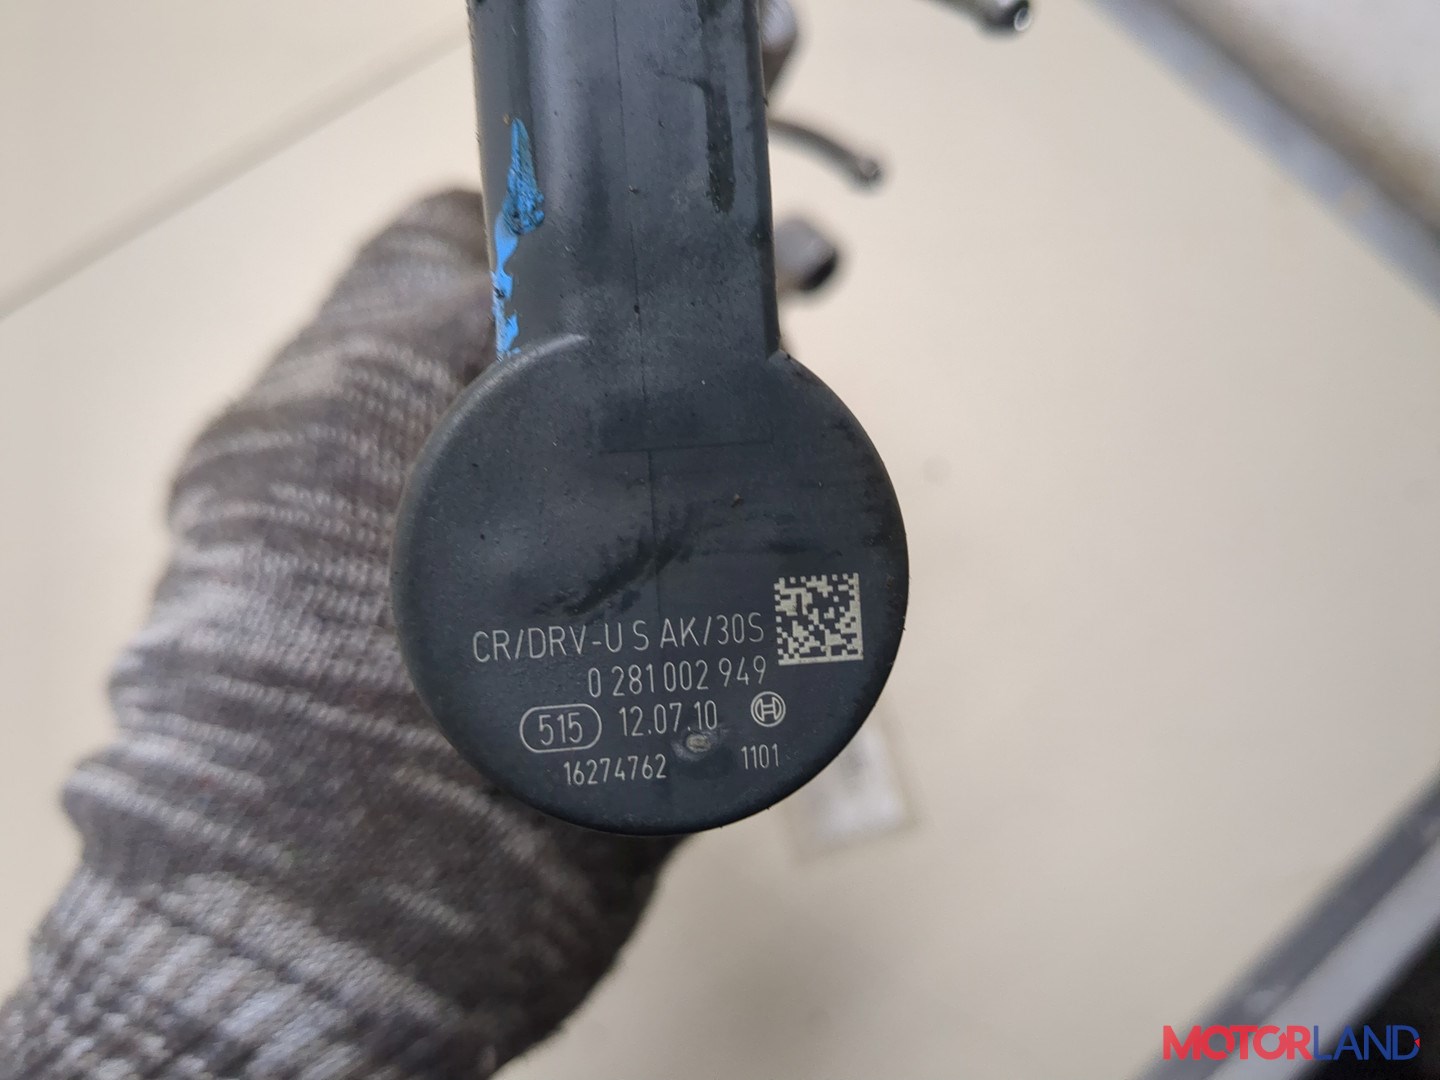 CR/DRV-U S AK/30S
0 281 002 949
515 12.07.10
16274762 1101
MOTORLAND